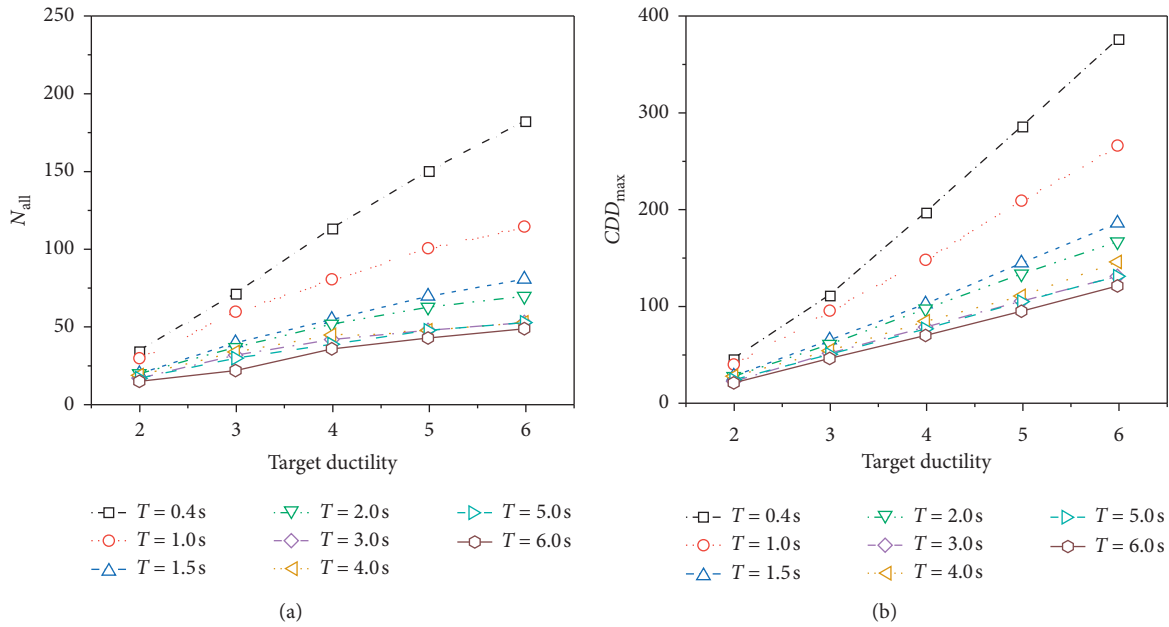 250
200
150
100
50
0
N_all
2 3 4 5 6
Target ductility
T = 0.4 s T = 2.0 s T = 5.0 s
T = 1.0 s T = 3.0 s T = 6.0 s
T = 1.5 s T = 4.0 s
(a)
400
300
200
100
0
CDD_max
2 3 4 5 6
Target ductility
T = 0.4 s T = 2.0 s T = 5.0 s
T = 1.0 s T = 3.0 s T = 6.0 s
T = 1.5 s T = 4.0 s
(b)